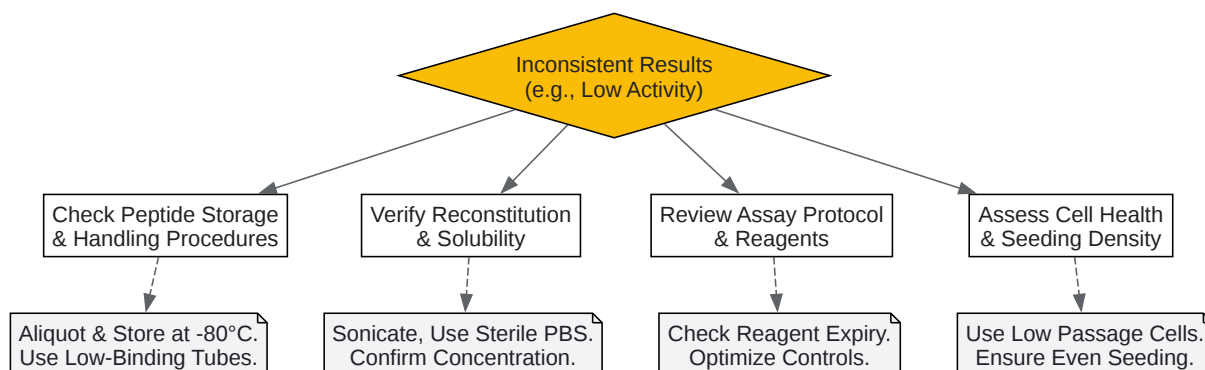 Inconsistent Results
(e.g., Low Activity)
Check Peptide Storage
& Handling Procedures
Verify Reconstitution
& Solubility
Review Assay Protocol
& Reagents
Assess Cell Health
& Seeding Density
Aliquot & Store at -80°C.
Use Low-Binding Tubes.
Sonicate, Use Sterile PBS.
Confirm Concentration.
Check Reagent Expiry.
Optimize Controls.
Use Low Passage Cells.
Ensure Even Seeding.